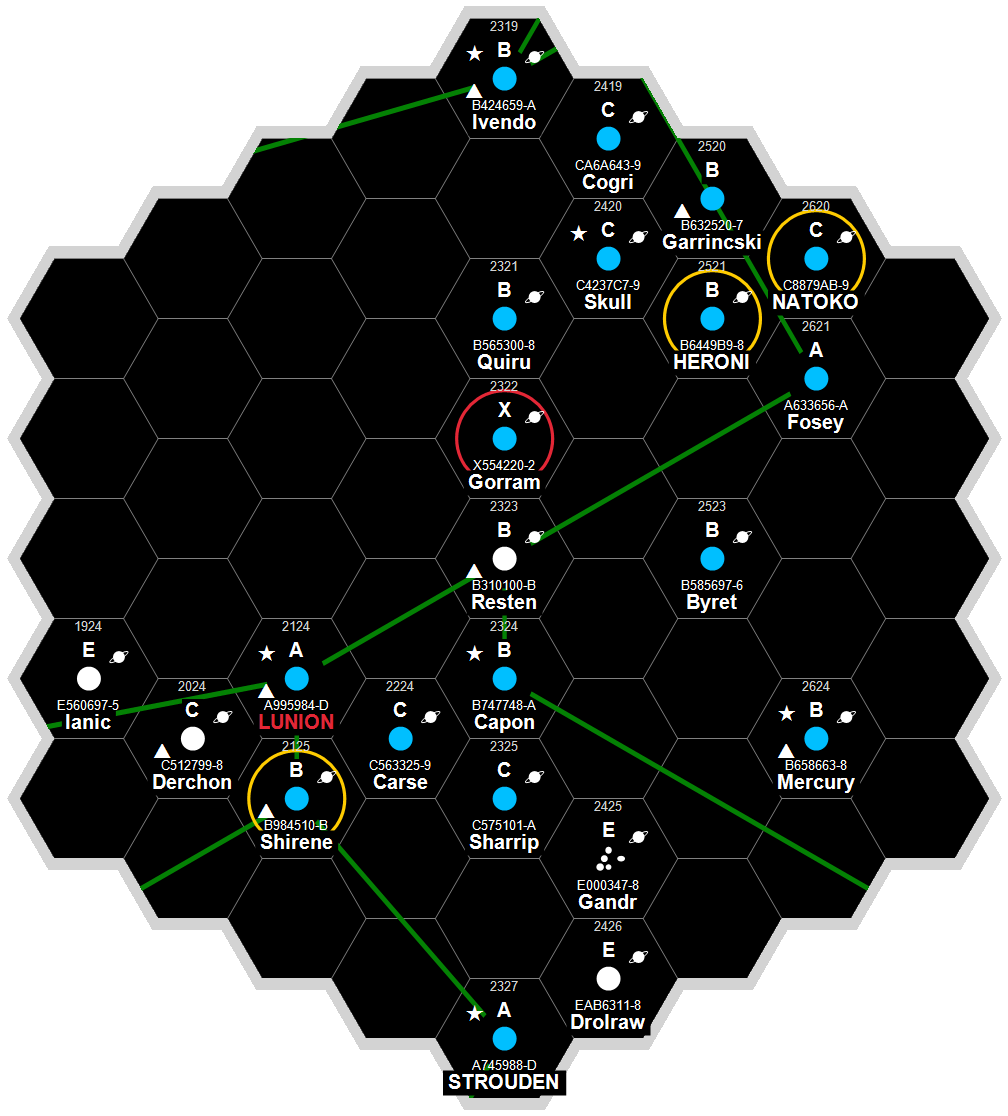 2319
B
B424659-A
Ivendo
2419
C
CA6A643-9
Cogri
2520
B
B632520-7
Garrincski
2420
C
C4237C7-9
Skull
2620
C
C8879AB-9
NATOKO
2321
B
B565300-8
Quiru
2521
B
B6449B9-8
HERONI
2621
A
A633656-A
Fosey
2322
X
X554220-2
Gorram
2323
B
B310100-B
Resten
2523
B
B585697-6
Byret
1924
E
E560697-5
Ianic
2124
A
A995984-D
LUNION
2324
B
B747748-A
Capon
2024
C
C512799-8
Derchon
2224
C
C563325-9
Carse
2624
B
B658663-8
Mercury
2125
B
B984510-B
Shirene
2325
C
C575101-A
Sharrip
2425
E
E000347-8
Gandr
2426
E
EAB6311-8
Drolraw
2327
A
A745988-D
STROUDEN